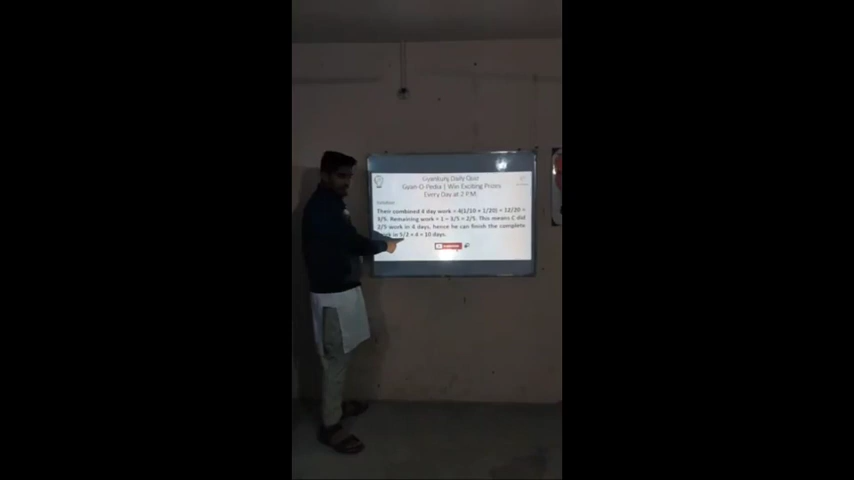 Gyankunj Daily Quiz
Gyan-O-Pedia | Win Exciting Prizes
Every Day at 2 P.M.
Solution:
Their combined 4 day work = 4(1/10 + 1/20) = 12/20 =
3/5. Remaining work = 1 – 3/5 = 2/5. This means C did
2/5 work in 4 days, hence he can finish the complete
work in 5/2 × 4 = 10 days.